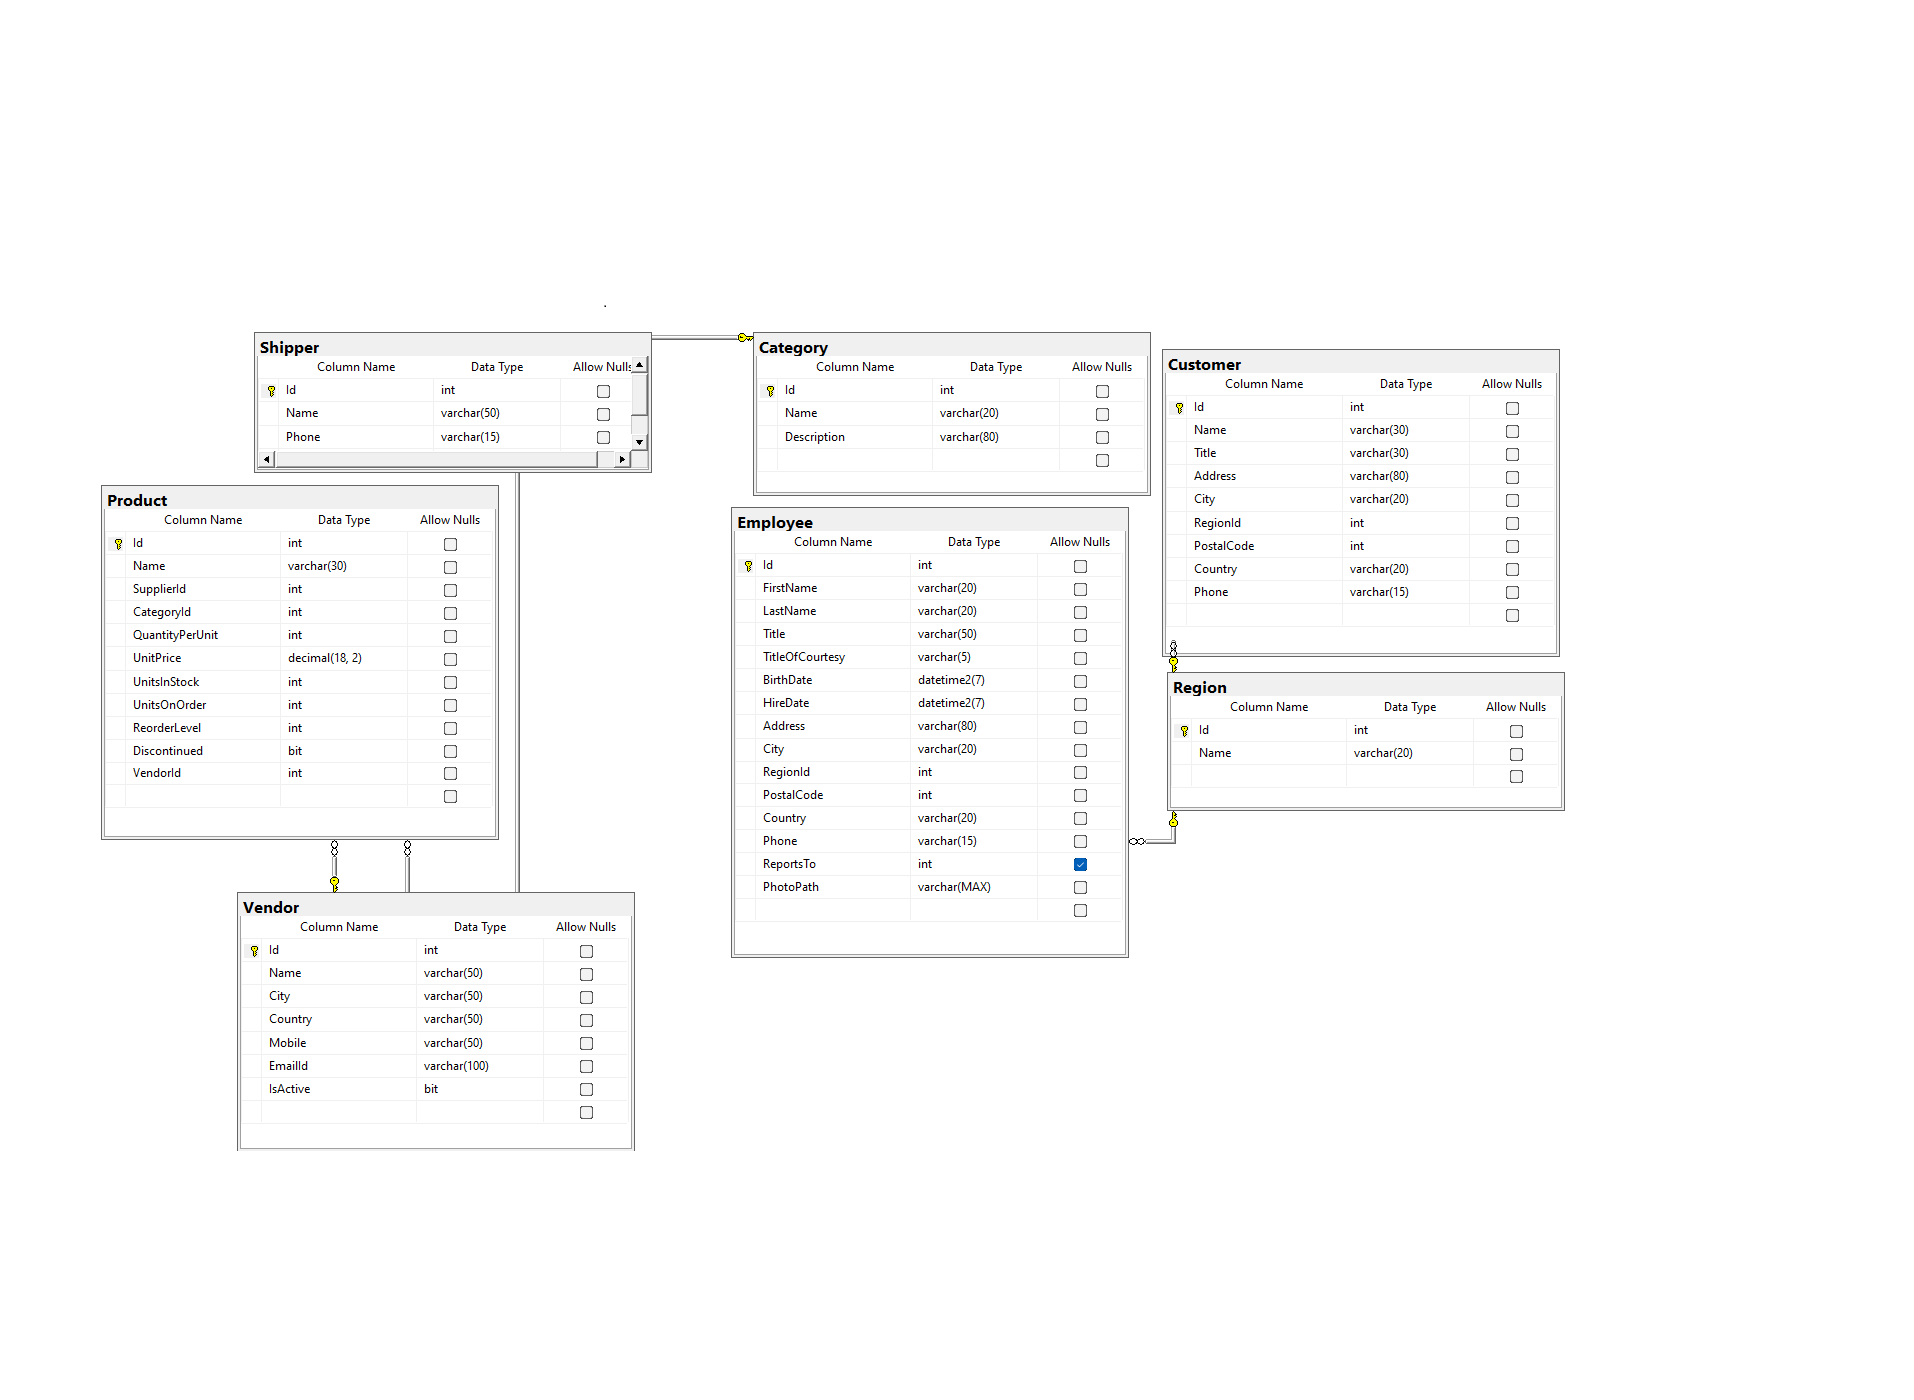 Shipper
Column Name Data Type Allow Nulls
Id int
Name varchar(50)
Phone varchar(15)
Category
Column Name Data Type Allow Nulls
Id int
Name varchar(20)
Description varchar(80)
Customer
Column Name Data Type Allow Nulls
Id int
Name varchar(30)
Title varchar(30)
Address varchar(80)
City varchar(20)
RegionId int
PostalCode int
Country varchar(20)
Phone varchar(15)
Product
Column Name Data Type Allow Nulls
Id int
Name varchar(30)
SupplierId int
CategoryId int
QuantityPerUnit int
UnitPrice decimal(18, 2)
UnitsInStock int
UnitsOnOrder int
ReorderLevel int
Discontinued bit
VendorId int
Employee
Column Name Data Type Allow Nulls
Id int
FirstName varchar(20)
LastName varchar(20)
Title varchar(50)
TitleOfCourtesy varchar(5)
BirthDate datetime2(7)
HireDate datetime2(7)
Address varchar(80)
City varchar(20)
RegionId int
PostalCode int
Country varchar(20)
Phone varchar(15)
ReportsTo int
PhotoPath varchar(MAX)
Region
Column Name Data Type Allow Nulls
Id int
Name varchar(20)
Vendor
Column Name Data Type Allow Nulls
Id int
Name varchar(50)
City varchar(50)
Country varchar(50)
Mobile varchar(50)
EmailId varchar(100)
IsActive bit